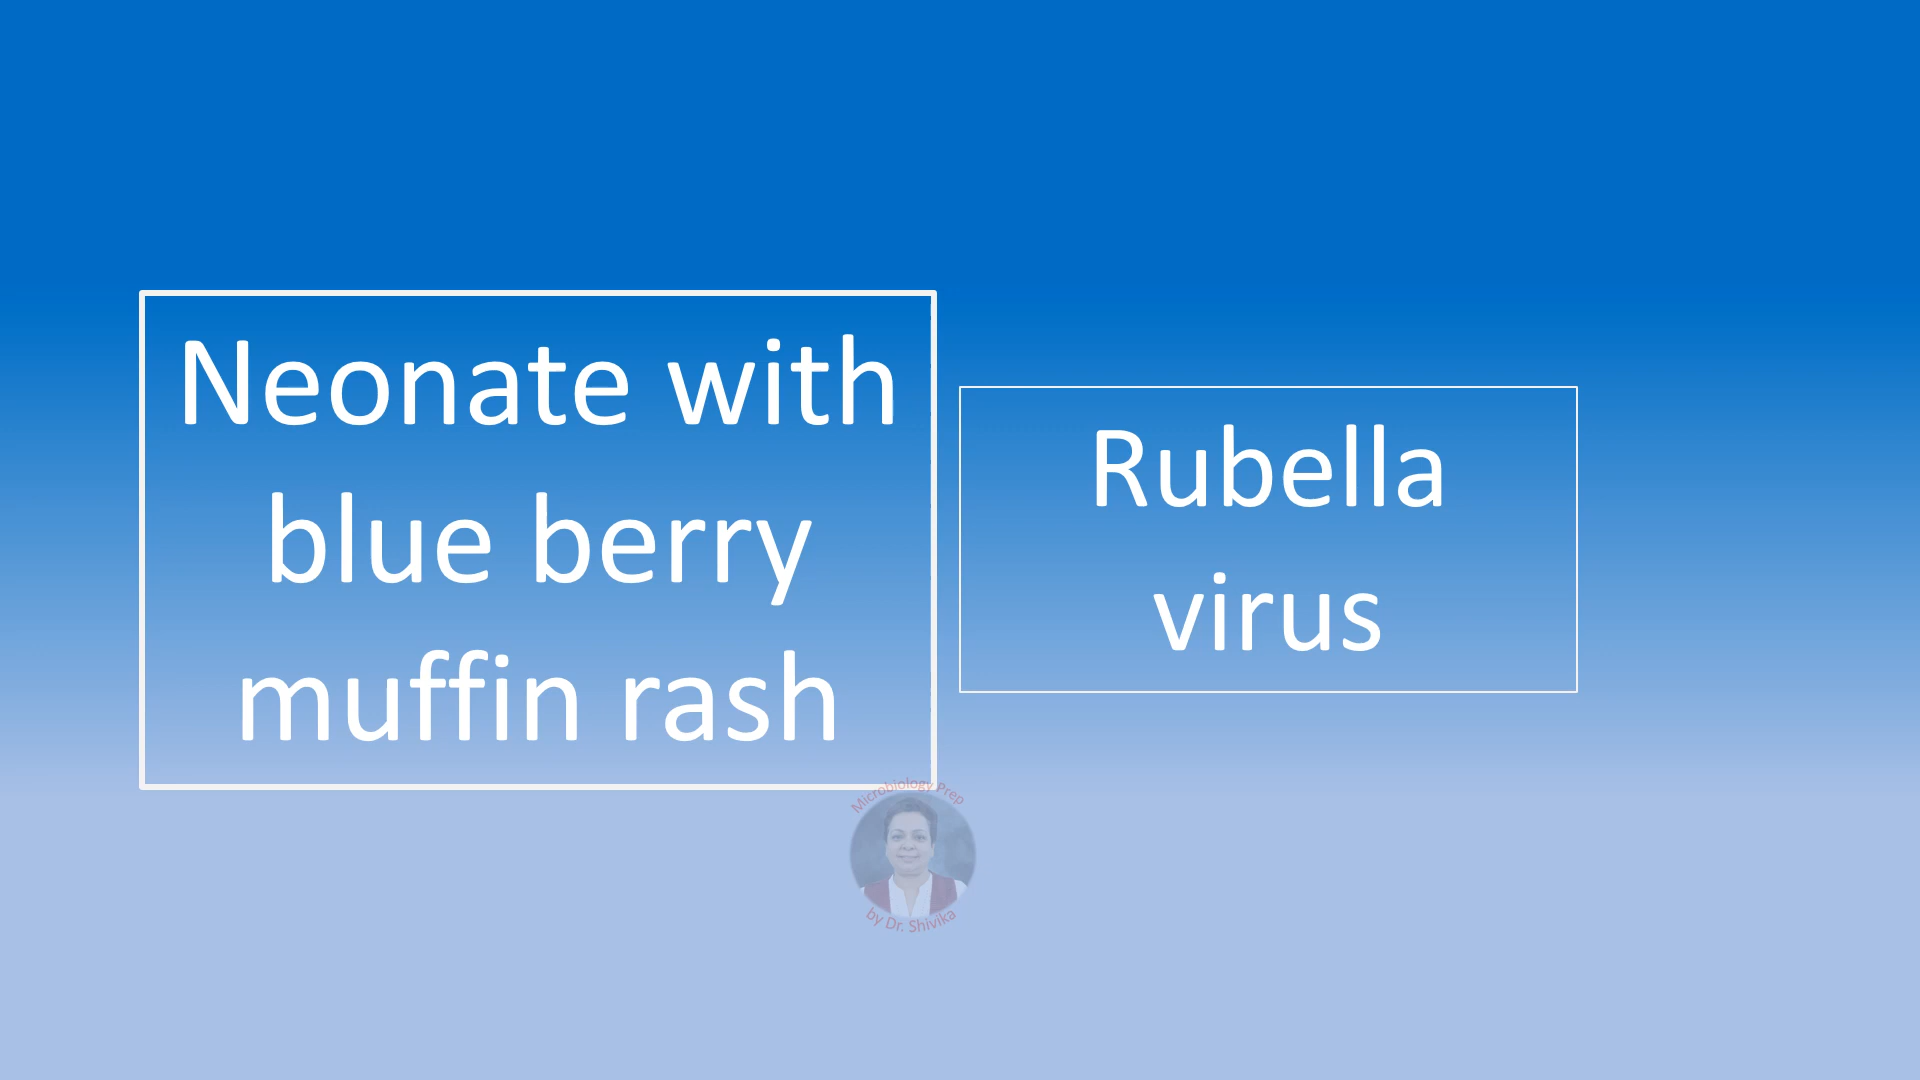 Neonate with
blue berry
muffin rash
Rubella
virus
Microbiology Prep
by Dr. Shivika